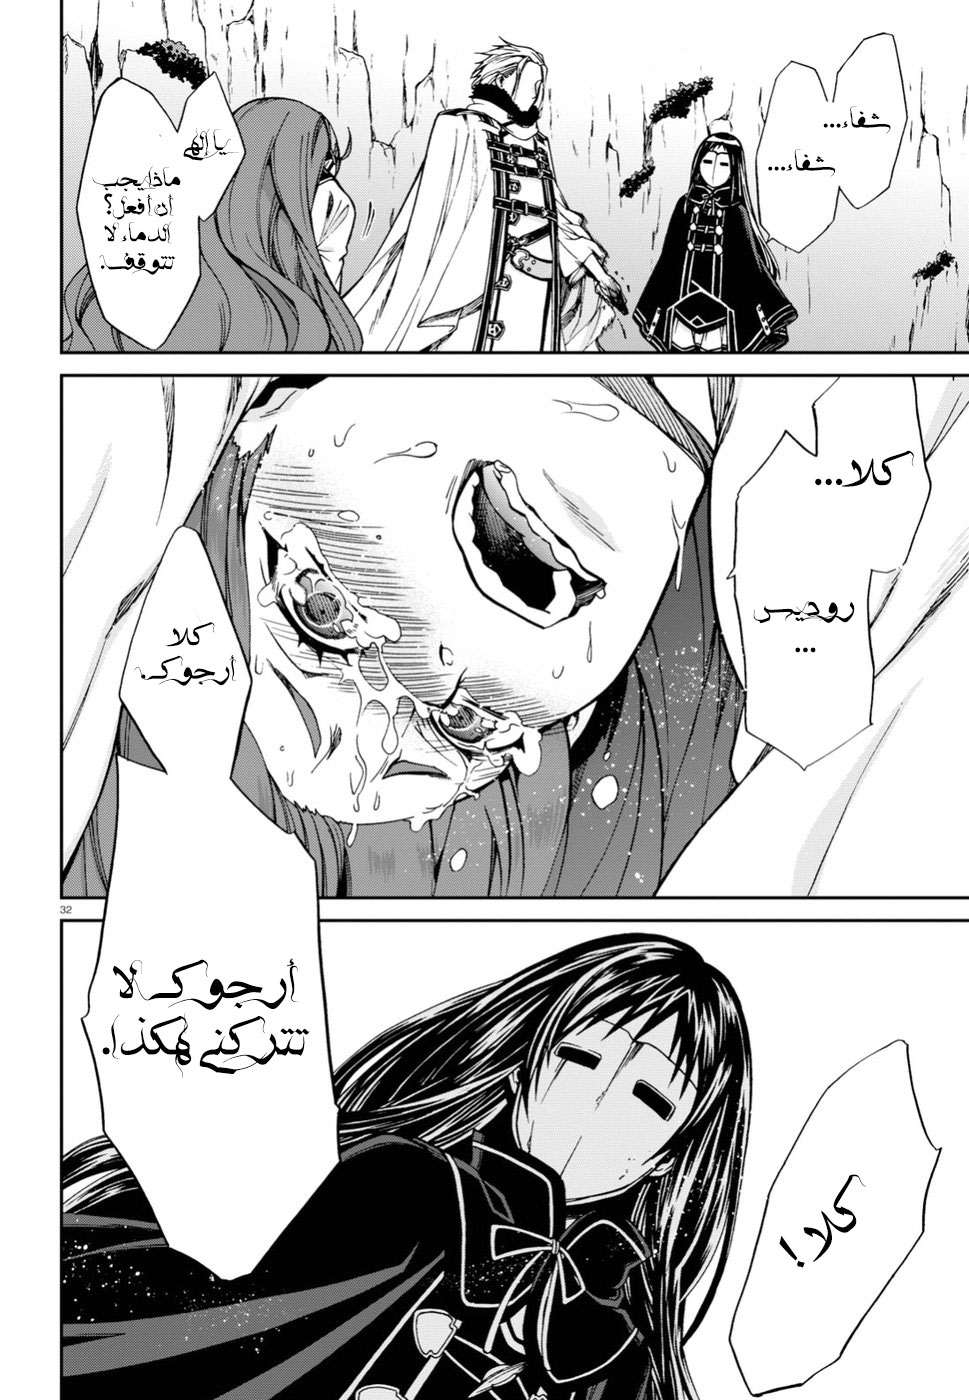 شفاء...
شفاء...
يا إلهي
ماذا يجب
أن أفعل؟
الدماء لا
تتوقف.
كلا...
روحيس
...
كلا
أرجوك.
32
أرجوك لا
تتركني هكذا.
كلا!